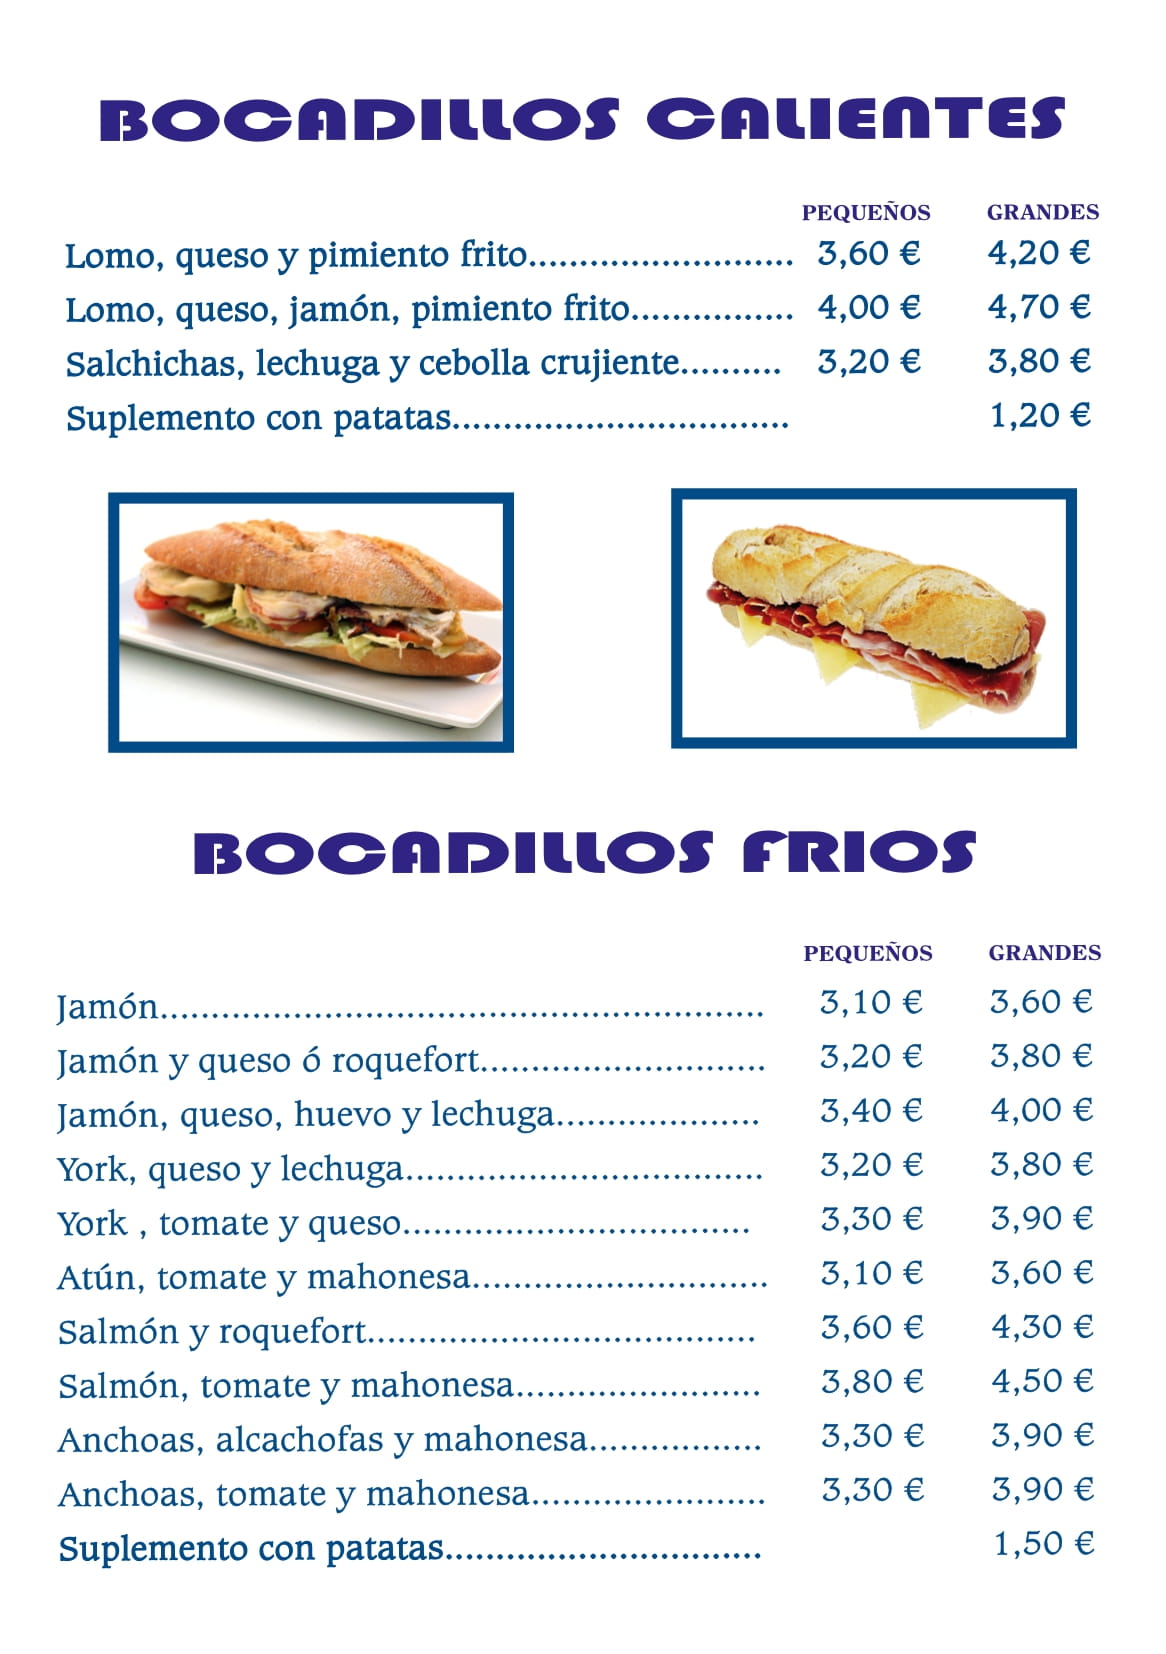 BOCADILLOS CALIENTES
PEQUEÑOS GRANDES
Lomo, queso y pimiento frito.......................... 3,60 € 4,20 €
Lomo, queso, jamón, pimiento frito................ 4,00 € 4,70 €
Salchichas, lechuga y cebolla crujiente.......... 3,20 € 3,80 €
Suplemento con patatas................................. 1,20 €
BOCADILLOS FRIOS
PEQUEÑOS GRANDES
Jamón........................................................... 3,10 € 3,60 €
Jamón y queso ó roquefort............................ 3,20 € 3,80 €
Jamón, queso, huevo y lechuga.................... 3,40 € 4,00 €
York, queso y lechuga................................... 3,20 € 3,80 €
York , tomate y queso.................................. 3,30 € 3,90 €
Atún, tomate y mahonesa............................. 3,10 € 3,60 €
Salmón y roquefort...................................... 3,60 € 4,30 €
Salmón, tomate y mahonesa........................ 3,80 € 4,50 €
Anchoas, alcachofas y mahonesa................. 3,30 € 3,90 €
Anchoas, tomate y mahonesa....................... 3,30 € 3,90 €
Suplemento con patatas............................... 1,50 €